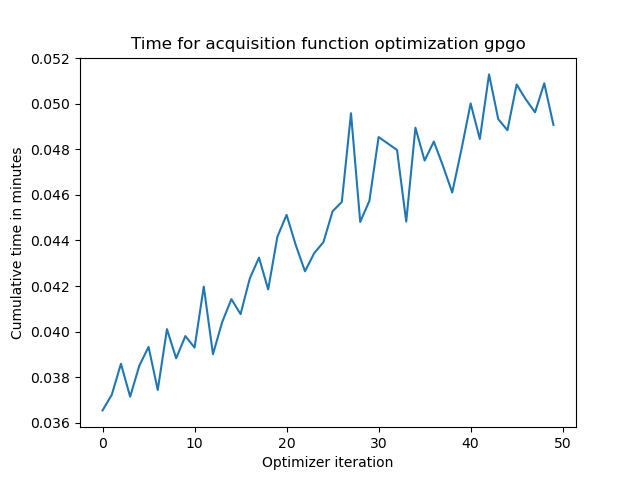 Time for acquisition function optimization gpgo
0.052
0.050
0.048
0.046
0.044
0.042
0.040
0.038
0.036
Cumulative time in minutes
0 10 20 30 40 50
Optimizer iteration